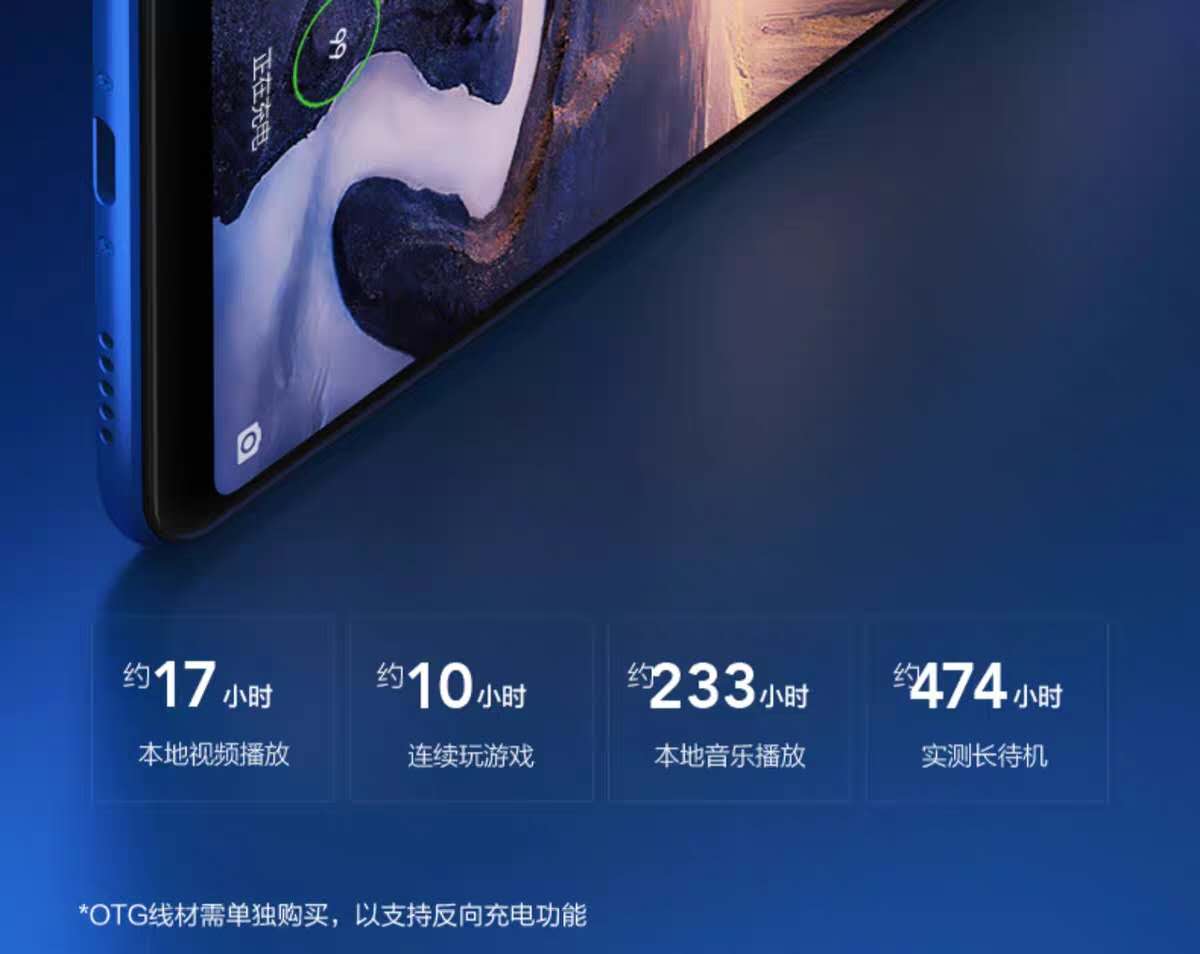 99
正在充电
约17小时
本地视频播放
约10小时
连续玩游戏
约233小时
本地音乐播放
约474小时
实测长待机
*OTG线材需单独购买，以支持反向充电功能